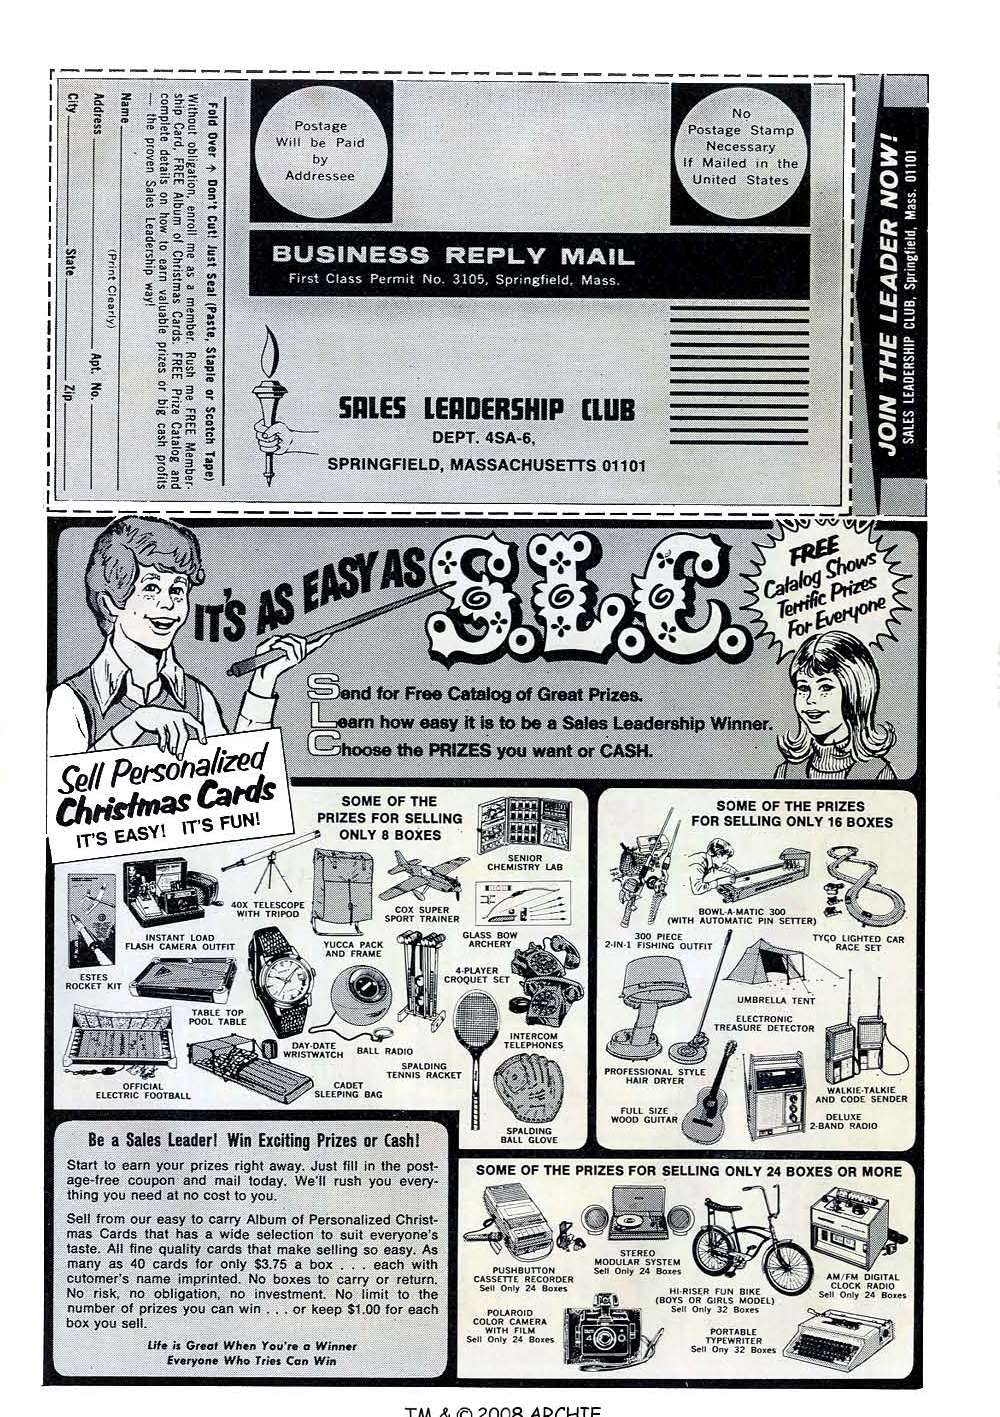 Fold Over ↑ Don't Cut! Just Seal (Paste, Staple or Scotch Tape)
Without obligation, enroll me as a member. Rush me FREE Member-
ship Card, FREE Album of Christmas Cards, FREE Prize Catalog and
complete details on how to earn valuable prizes or big cash profits
— the proven Sales Leadership way!
Name
(Print Clearly)
Address Apt. No.
City State Zip
Postage
Will be Paid
by
Addressee
No
Postage Stamp
Necessary
If Mailed in the
United States
BUSINESS REPLY MAIL
First Class Permit No. 3105, Springfield, Mass.
SALES LEADERSHIP CLUB
DEPT. 4SA-6,
SPRINGFIELD, MASSACHUSETTS 01101
JOIN THE LEADER NOW!
SALES LEADERSHIP CLUB, Springfield, Mass. 01101
IT'S AS EASY AS
S.L.C.
FREE
Catalog Shows
Terrific Prizes
For Everyone
Send for Free Catalog of Great Prizes.
Learn how easy it is to be a Sales Leadership Winner.
Choose the PRIZES you want or CASH.
Sell Personalized
Christmas Cards
IT'S EASY! IT'S FUN!
SOME OF THE
PRIZES FOR SELLING
ONLY 8 BOXES
SENIOR
CHEMISTRY LAB
40X TELESCOPE
WITH TRIPOD
COX SUPER
SPORT TRAINER
INSTANT LOAD
FLASH CAMERA OUTFIT
YUCCA PACK
AND FRAME
GLASS BOW
ARCHERY
ESTES
ROCKET KIT
4-PLAYER
CROQUET SET
TABLE TOP
POOL TABLE
INTERCOM
TELEPHONES
DAY-DATE
WRISTWATCH
BALL RADIO
SPALDING
TENNIS RACKET
OFFICIAL
ELECTRIC FOOTBALL
CADET
SLEEPING BAG
SPALDING
BALL GLOVE
SOME OF THE PRIZES
FOR SELLING ONLY 16 BOXES
BOWL-A-MATIC 300
(WITH AUTOMATIC PIN SETTER)
300 PIECE
2-IN-1 FISHING OUTFIT
TYCO LIGHTED CAR
RACE SET
UMBRELLA TENT
ELECTRONIC
TREASURE DETECTOR
PROFESSIONAL STYLE
HAIR DRYER
WALKIE-TALKIE
AND CODE SENDER
FULL SIZE
WOOD GUITAR
DELUXE
2-BAND RADIO
Be a Sales Leader! Win Exciting Prizes or Cash!
Start to earn your prizes right away. Just fill in the post-
age-free coupon and mail today. We'll rush you every-
thing you need at no cost to you.
Sell from our easy to carry Album of Personalized Christ-
mas Cards that has a wide selection to suit everyone's
taste. All fine quality cards that make selling so easy. As
many as 40 cards for only $3.75 a box . . . each with
cutomer's name imprinted. No boxes to carry or return.
No risk, no obligation, no investment. No limit to the
number of prizes you can win . . . or keep $1.00 for each
box you sell.
Life is Great When You're a Winner
Everyone Who Tries Can Win
SOME OF THE PRIZES FOR SELLING ONLY 24 BOXES OR MORE
PUSHBUTTON
CASSETTE RECORDER
Sell Only 24 Boxes
STEREO
MODULAR SYSTEM
Sell Only 24 Boxes
HI-RISER FUN BIKE
(BOYS OR GIRLS MODEL)
Sell Only 32 Boxes
AM/FM DIGITAL
CLOCK RADIO
Sell Only 24 Boxes
POLAROID
COLOR CAMERA
WITH FILM
Sell Only 24 Boxes
PORTABLE
TYPEWRITER
Sell Ony 32 Boxes
TM & © 2008 ARCHIE